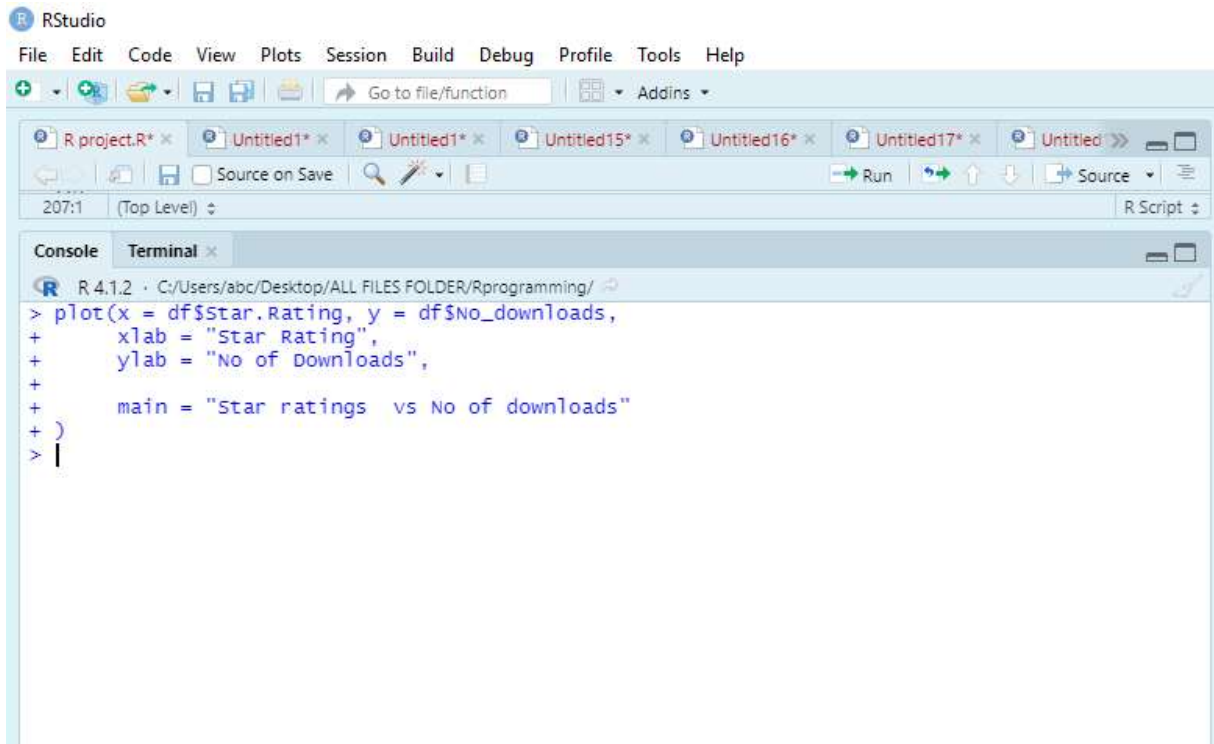 RStudio
File Edit Code View Plots Session Build Debug Profile Tools Help
Go to file/function Addins
R project.R* Untitled1* Untitled1* Untitled15* Untitled16* Untitled17* Untitled
Source on Save Run Source
207:1 (Top Level) R Script
Console Terminal
R 4.1.2 · C:/Users/abc/Desktop/ALL FILES FOLDER/Rprogramming/
> plot(x = df$Star.Rating, y = df$No_downloads,
+      xlab = "Star Rating",
+      ylab = "No of Downloads",
+
+      main = "Star ratings  vs No of downloads"
+ )
>